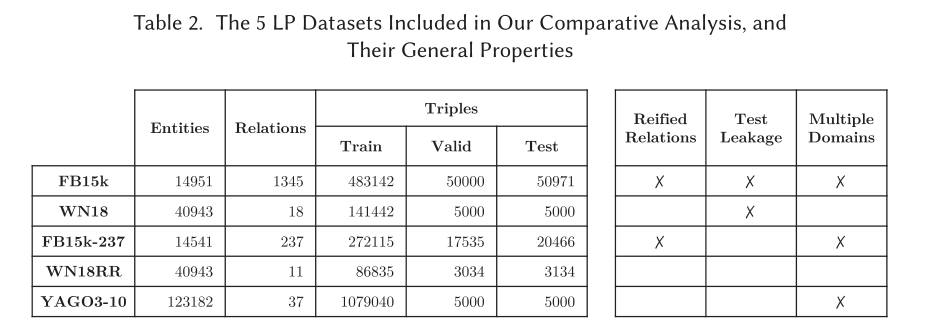 Table 2. The 5 LP Datasets Included in Our Comparative Analysis, and
Their General Properties
Entities Relations Triples Reified Relations Test Leakage Multiple Domains
Train Valid Test
FB15k 14951 1345 483142 50000 50971 ✗ ✗ ✗
WN18 40943 18 141442 5000 5000 ✗
FB15k-237 14541 237 272115 17535 20466 ✗ ✗
WN18RR 40943 11 86835 3034 3134
YAGO3-10 123182 37 1079040 5000 5000 ✗